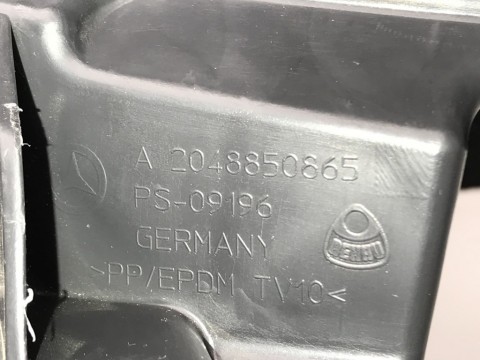 A 2048850865
PS-09196
GERMANY
REHAU
>PP/EPDM TV10<